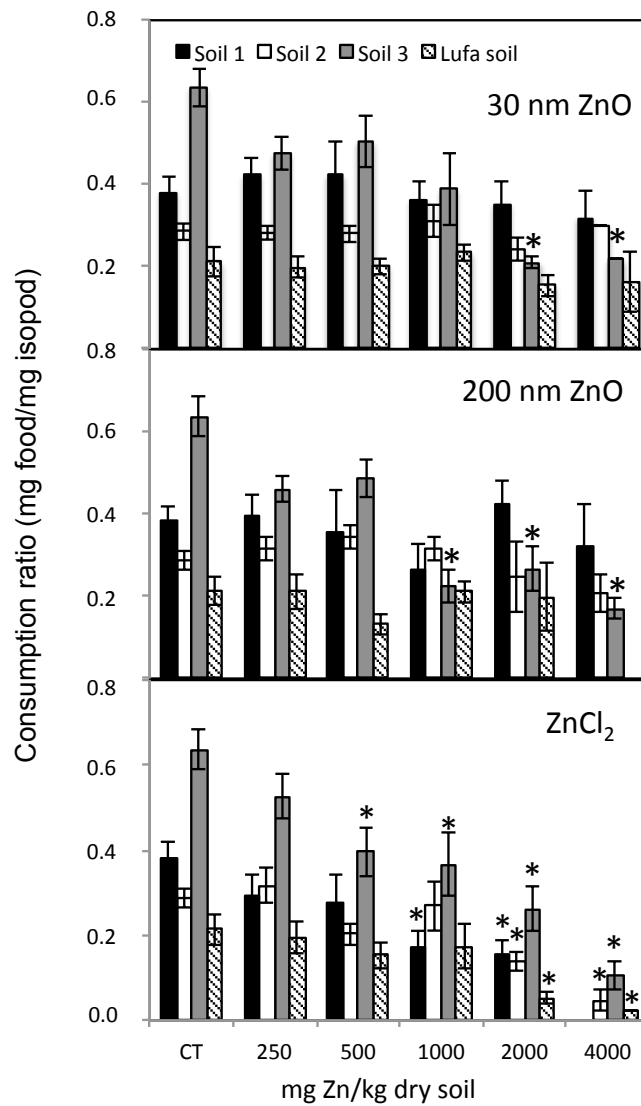 0.8
Soil 1 Soil 2 Soil 3 Lufa soil
30 nm ZnO
0.6
0.4
* *
0.2
0.8
200 nm ZnO
0.6
0.4
* * *
0.2
0.8
ZnCl₂
0.6
* *
0.4
* * * * * * * *
0.2
0.0
CT 250 500 1000 2000 4000
mg Zn/kg dry soil
Consumption ratio (mg food/mg isopod)